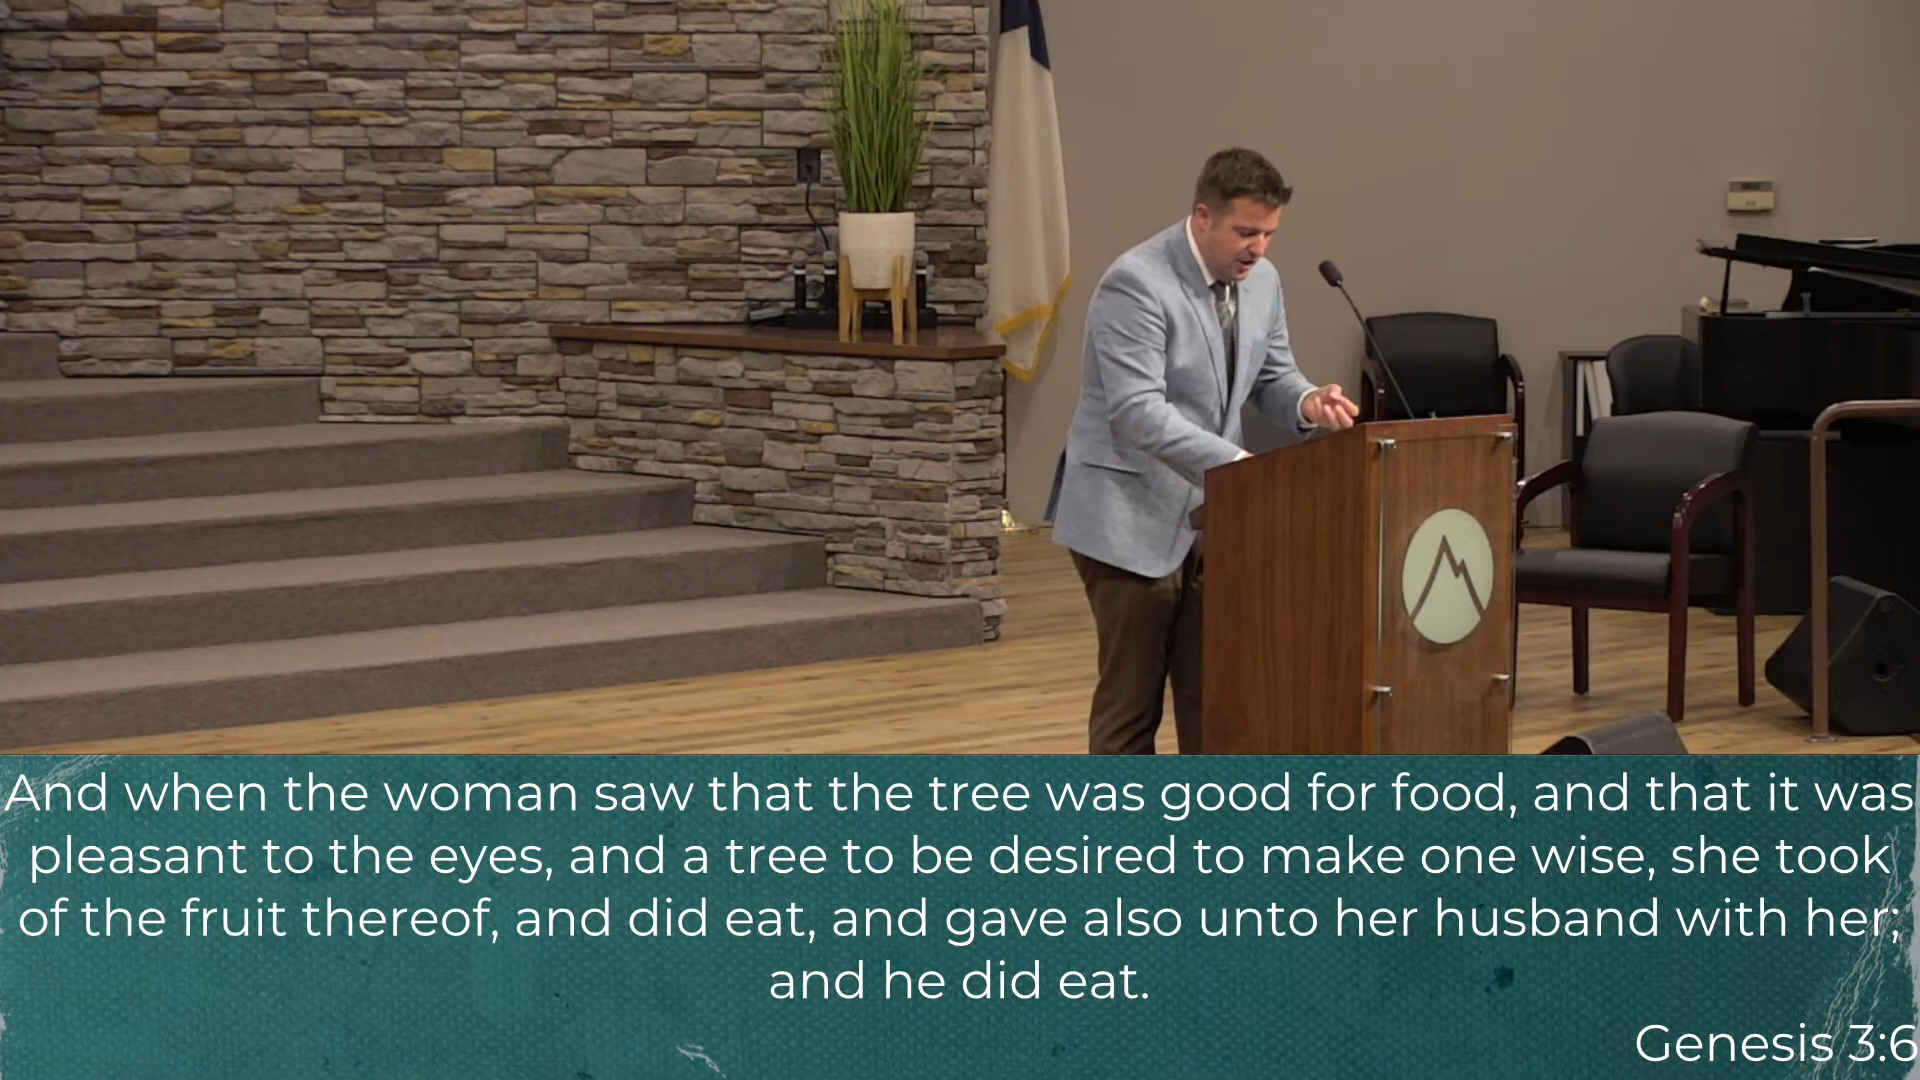 And when the woman saw that the tree was good for food, and that it was
pleasant to the eyes, and a tree to be desired to make one wise, she took
of the fruit thereof, and did eat, and gave also unto her husband with her;
and he did eat.
Genesis 3:6